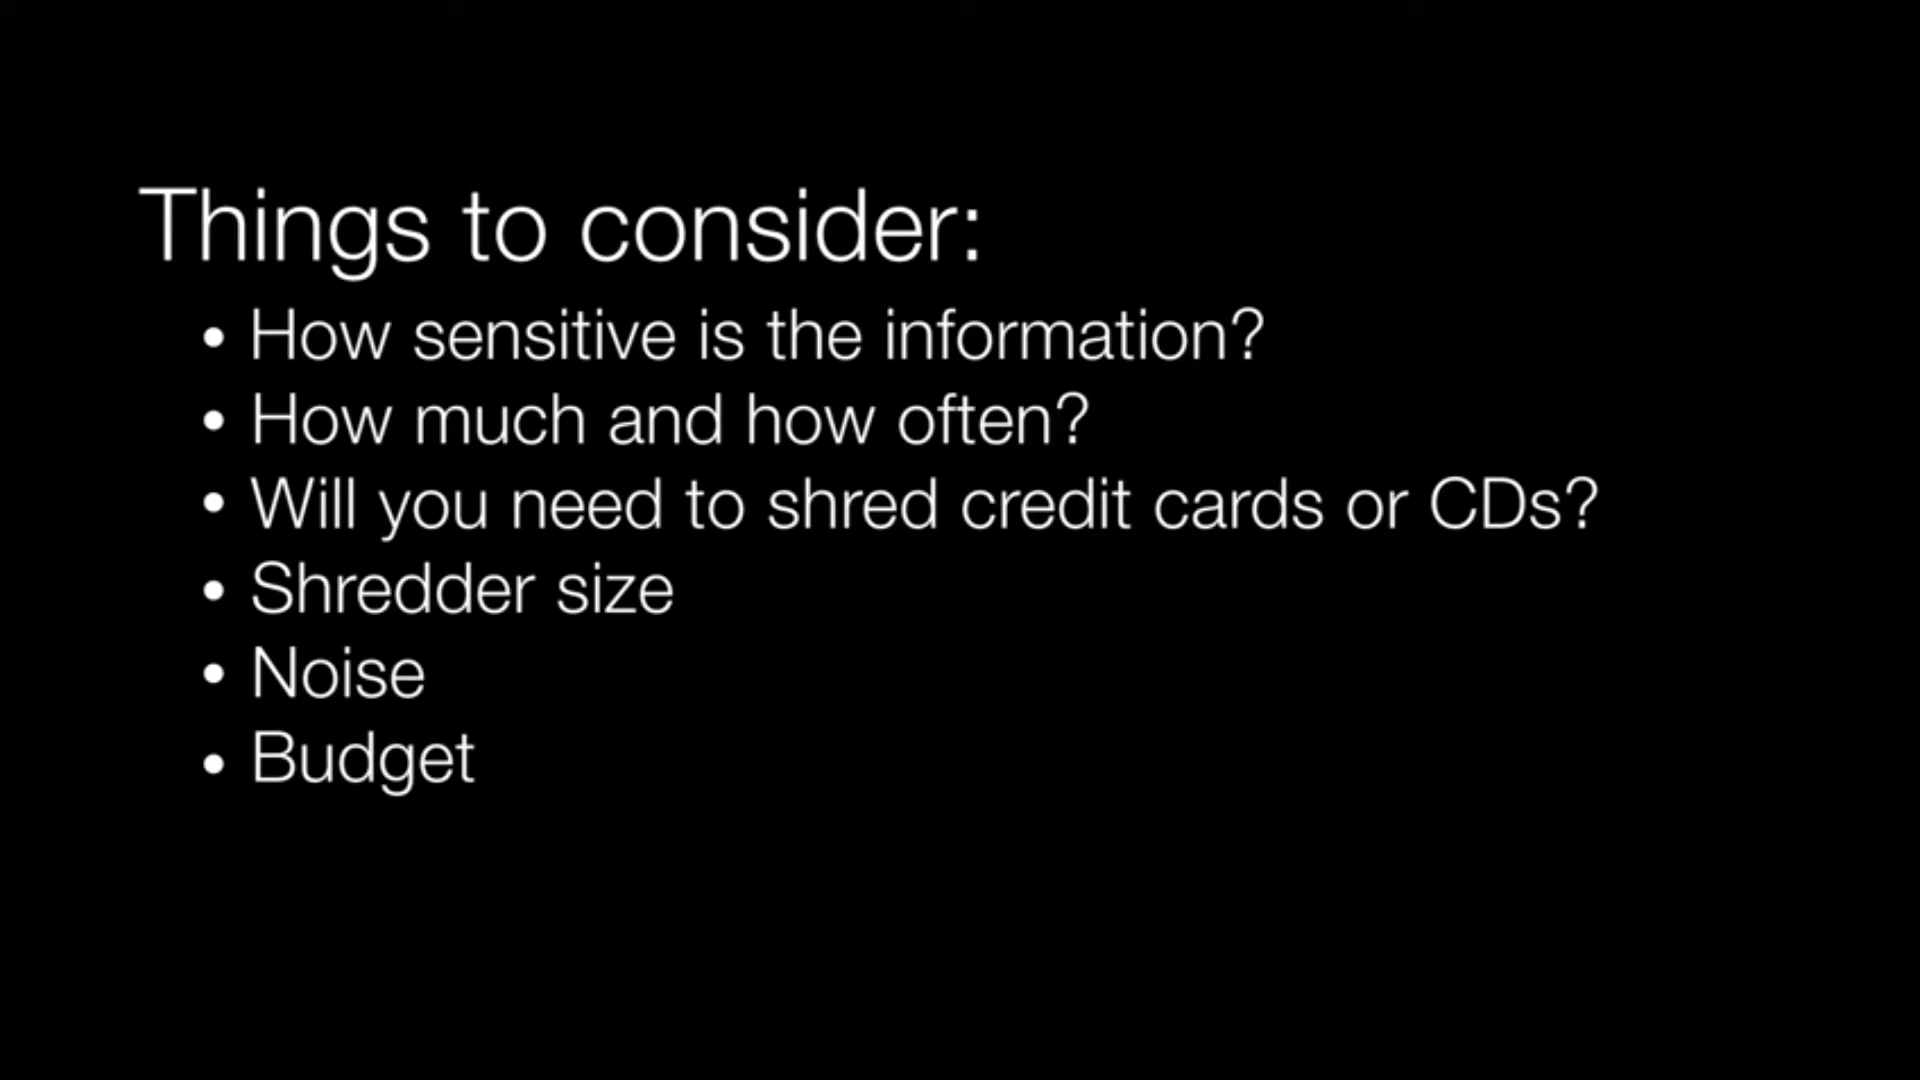 Things to consider:
• How sensitive is the information?
• How much and how often?
• Will you need to shred credit cards or CDs?
• Shredder size
• Noise
• Budget